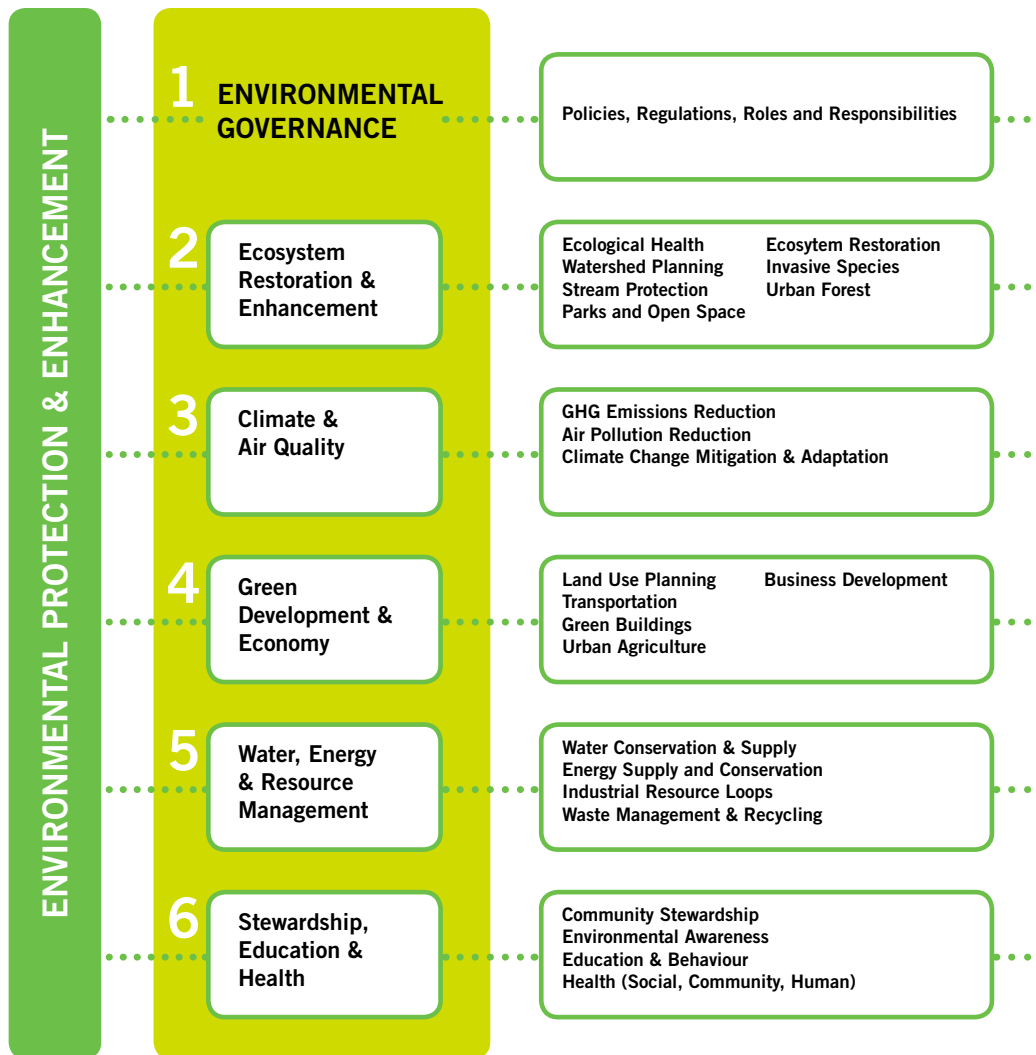 ENVIRONMENTAL PROTECTION & ENHANCEMENT
1
ENVIRONMENTAL
GOVERNANCE
Policies, Regulations, Roles and Responsibilities
2
Ecosystem
Restoration &
Enhancement
Ecological Health
Watershed Planning
Stream Protection
Parks and Open Space
Ecosytem Restoration
Invasive Species
Urban Forest
3
Climate &
Air Quality
GHG Emissions Reduction
Air Pollution Reduction
Climate Change Mitigation & Adaptation
4
Green
Development &
Economy
Land Use Planning
Transportation
Green Buildings
Urban Agriculture
Business Development
5
Water, Energy
& Resource
Management
Water Conservation & Supply
Energy Supply and Conservation
Industrial Resource Loops
Waste Management & Recycling
6
Stewardship,
Education &
Health
Community Stewardship
Environmental Awareness
Education & Behaviour
Health (Social, Community, Human)